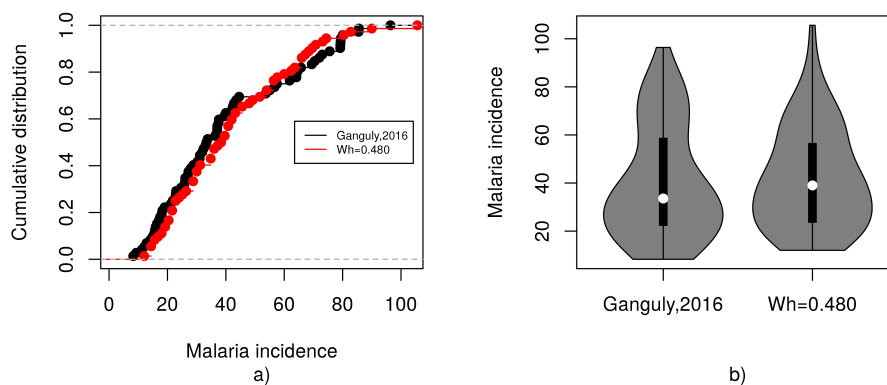 Cumulative distribution
1.0
0.8
0.6
0.4
0.2
0.0
Ganguly,2016
Wh=0.480
0 20 40 60 80 100
Malaria incidence
a)
Malaria incidence
100
80
60
40
20
Ganguly,2016 Wh=0.480
b)